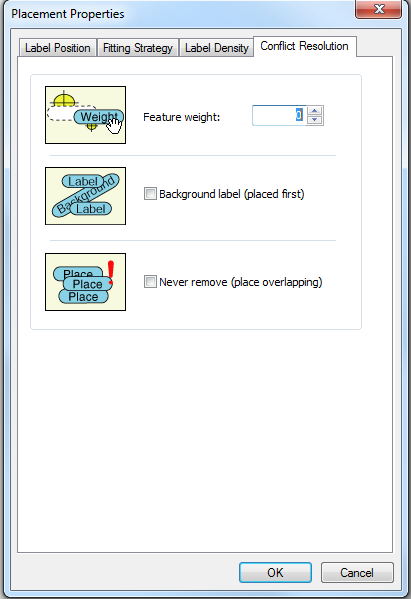 Placement Properties
Label Position
Fitting Strategy
Label Density
Conflict Resolution
Weight
Feature weight:
0
Label
Background
Label
Background label (placed first)
Place
Place
Place
!
Never remove (place overlapping)
OK
Cancel